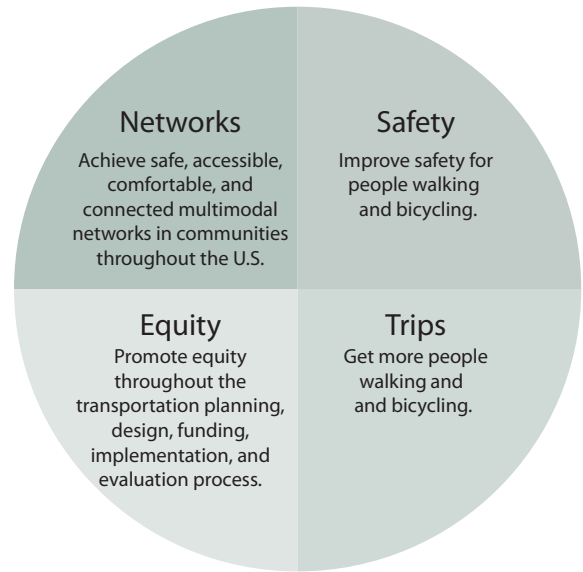 Networks
Achieve safe, accessible,
comfortable, and
connected multimodal
networks in communities
throughout the U.S.
Safety
Improve safety for
people walking
and bicycling.
Equity
Promote equity
throughout the
transportation planning,
design, funding,
implementation, and
evaluation process.
Trips
Get more people
walking and
and bicycling.